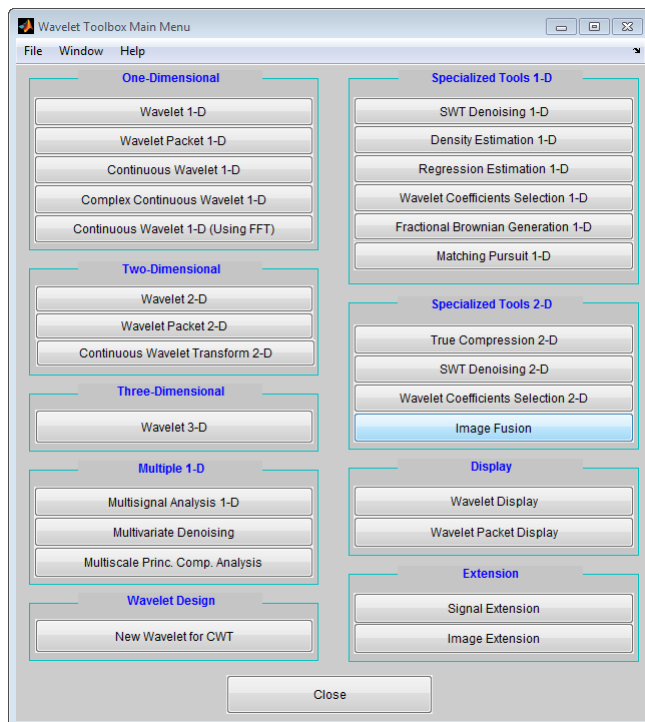 Wavelet Toolbox Main Menu
File Window Help
One-Dimensional
Wavelet 1-D
Wavelet Packet 1-D
Continuous Wavelet 1-D
Complex Continuous Wavelet 1-D
Continuous Wavelet 1-D (Using FFT)
Two-Dimensional
Wavelet 2-D
Wavelet Packet 2-D
Continuous Wavelet Transform 2-D
Three-Dimensional
Wavelet 3-D
Multiple 1-D
Multisignal Analysis 1-D
Multivariate Denoising
Multiscale Princ. Comp. Analysis
Wavelet Design
New Wavelet for CWT
Specialized Tools 1-D
SWT Denoising 1-D
Density Estimation 1-D
Regression Estimation 1-D
Wavelet Coefficients Selection 1-D
Fractional Brownian Generation 1-D
Matching Pursuit 1-D
Specialized Tools 2-D
True Compression 2-D
SWT Denoising 2-D
Wavelet Coefficients Selection 2-D
Image Fusion
Display
Wavelet Display
Wavelet Packet Display
Extension
Signal Extension
Image Extension
Close